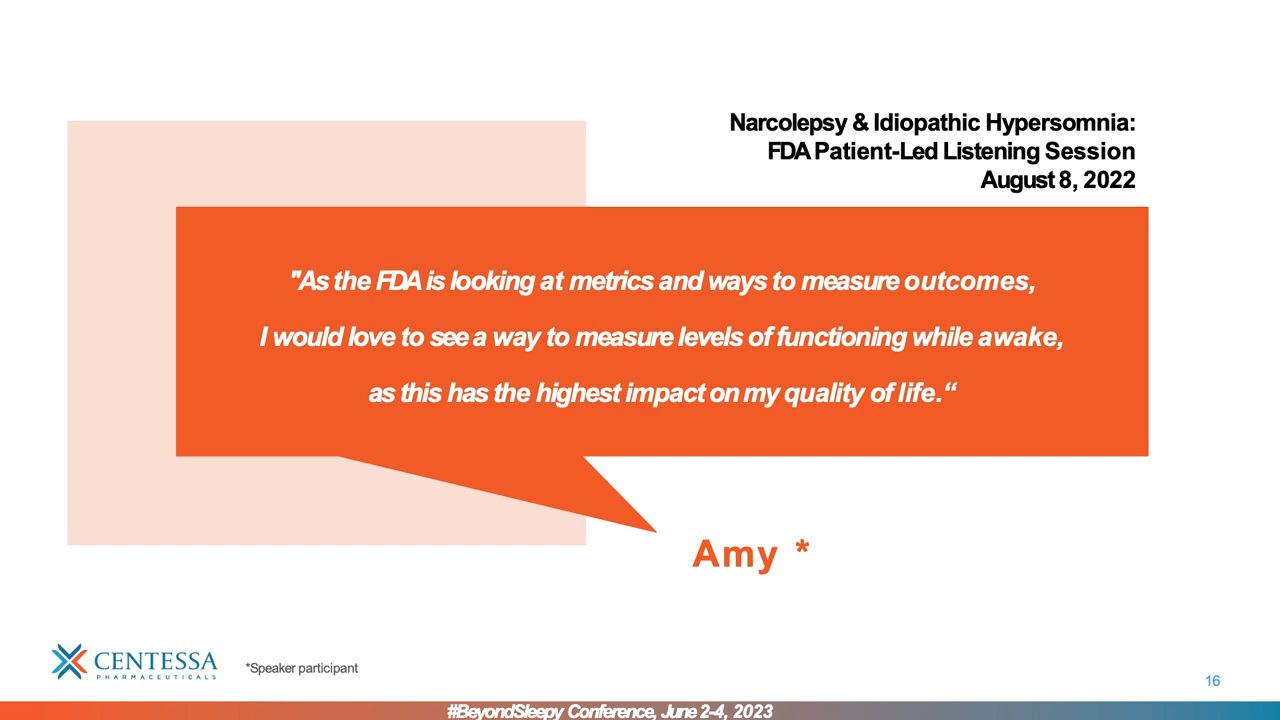 Narcolepsy & Idiopathic Hypersomnia:
FDA Patient-Led Listening Session
August 8, 2022
"As the FDA is looking at metrics and ways to measure outcomes,
I would love to see a way to measure levels of functioning while awake,
as this has the highest impact on my quality of life.“
Amy *
CENTESSA
PHARMACEUTICALS
*Speaker participant
16
#BeyondSleepy Conference, June 2-4, 2023